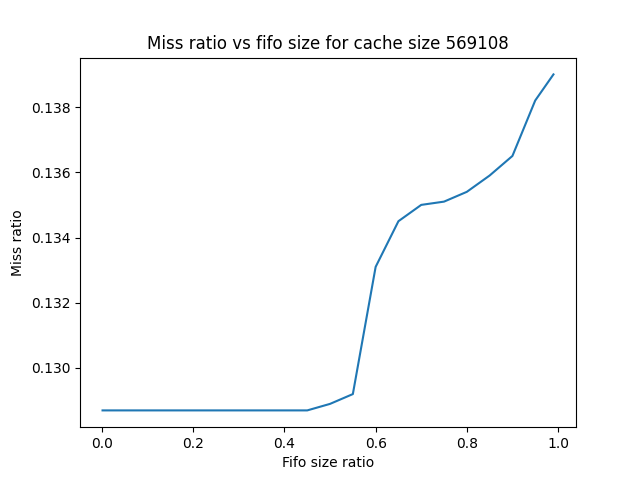 Miss ratio vs fifo size for cache size 569108
0.138
0.136
0.134
0.132
0.130
Miss ratio
0.0 0.2 0.4 0.6 0.8 1.0
Fifo size ratio